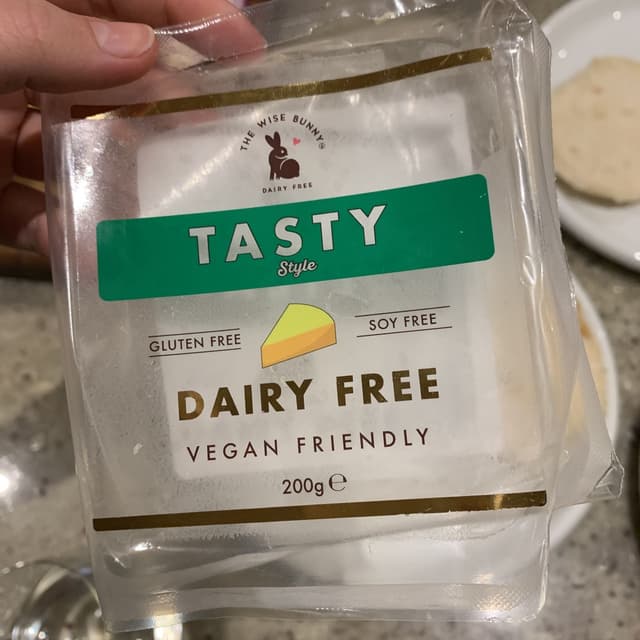 THE WISE BUNNY®
DAIRY FREE
TASTY
Style
GLUTEN FREE
SOY FREE
DAIRY FREE
VEGAN FRIENDLY
200g ℮